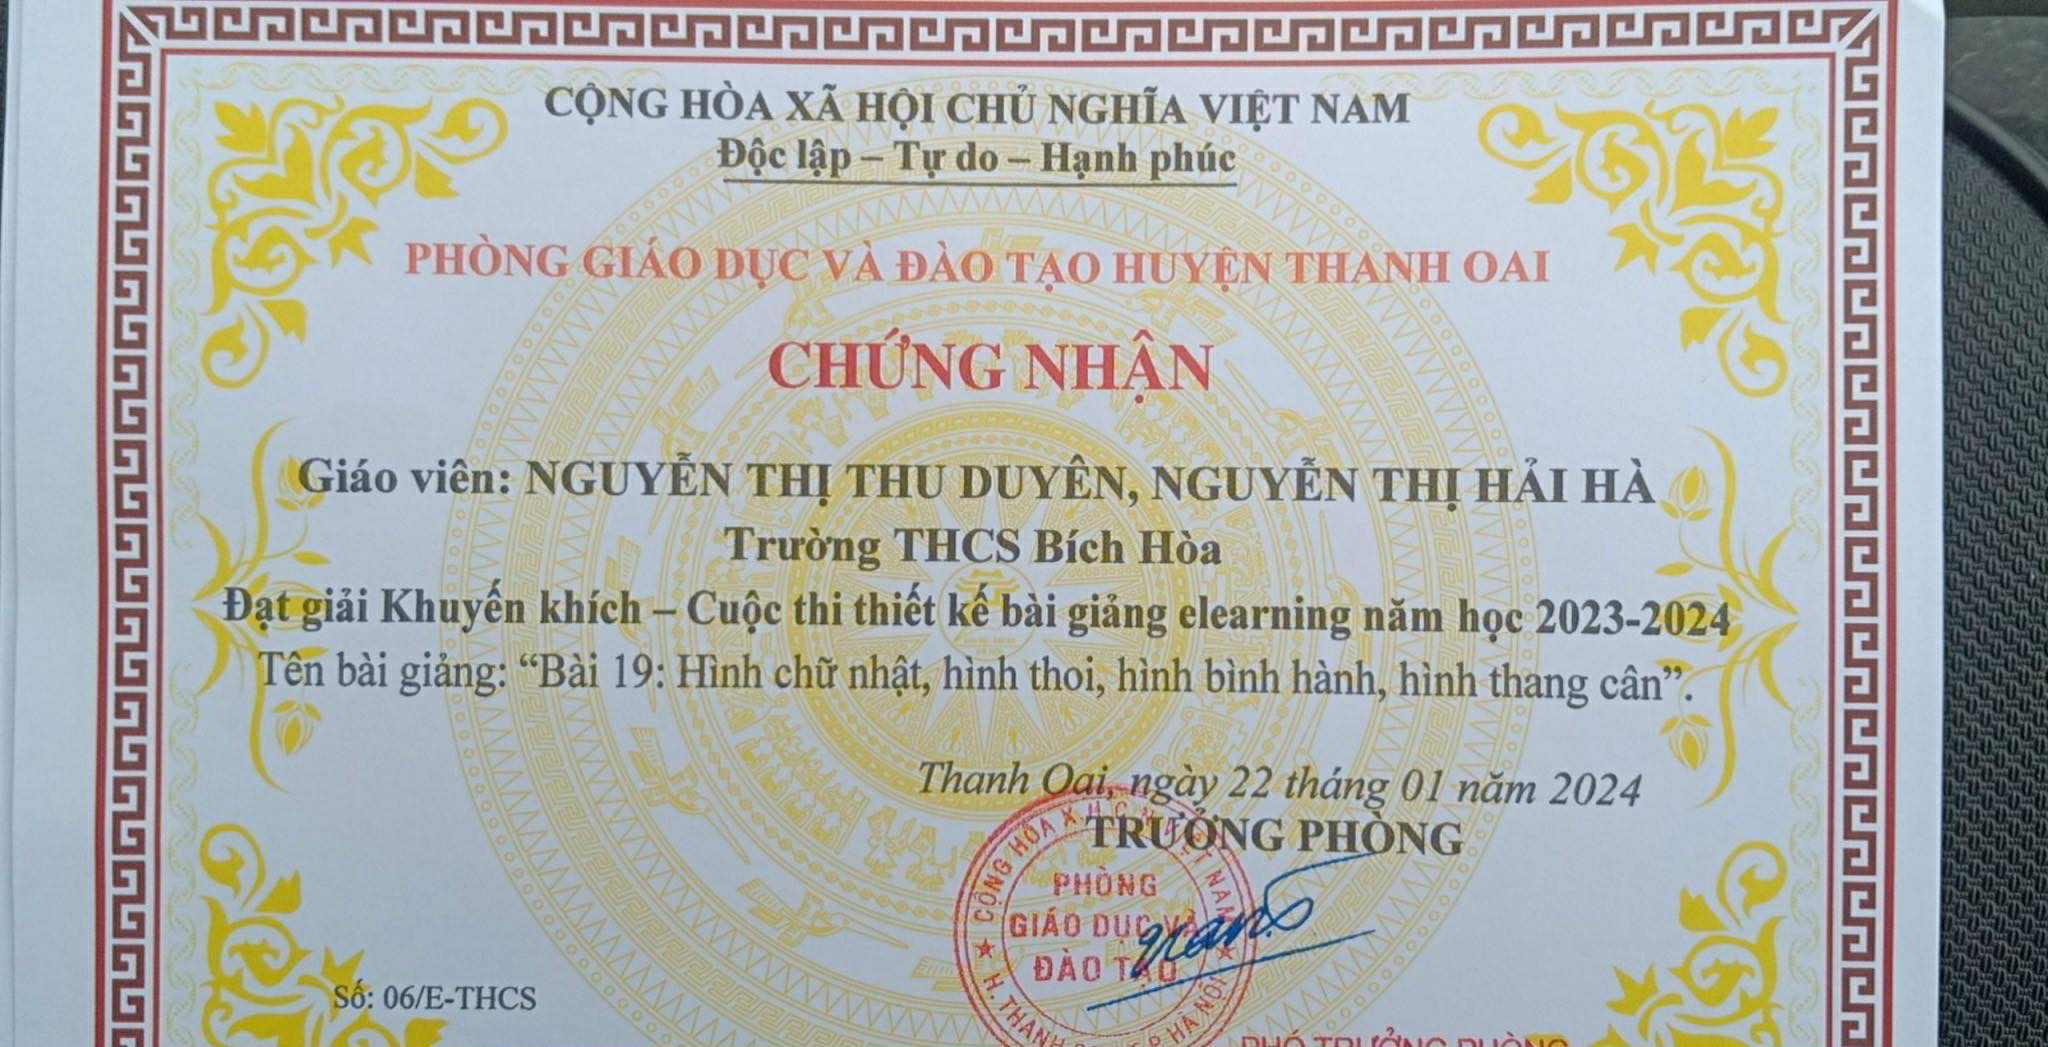 CỘNG HÒA XÃ HỘI CHỦ NGHĨA VIỆT NAM
Độc lập – Tự do – Hạnh phúc
PHÒNG GIÁO DỤC VÀ ĐÀO TẠO HUYỆN THANH OAI
CHỨNG NHẬN
Giáo viên: NGUYỄN THỊ THU DUYÊN, NGUYỄN THỊ HẢI HÀ
Trường THCS Bích Hòa
Đạt giải Khuyến khích – Cuộc thi thiết kế bài giảng elearning năm học 2023-2024
Tên bài giảng: “Bài 19: Hình chữ nhật, hình thoi, hình bình hành, hình thang cân”.
Thanh Oai, ngày 22 tháng 01 năm 2024
TRƯỞNG PHÒNG
CỘNG HÒA X.H.C.N VIỆT NAM
PHÒNG
GIÁO DỤC VÀ
ĐÀO TẠO
H. THANH T.P HÀ NỘI
Số: 06/E-THCS
PHÓ TRƯỞNG PHÒNG